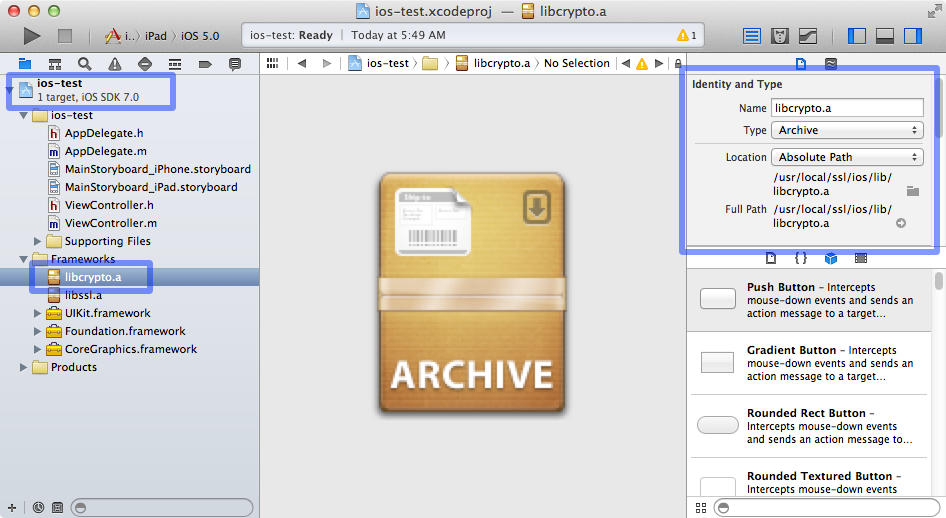 ios-test.xcodeproj — libcrypto.a
i.. iPad iOS 5.0
ios-test: Ready | Today at 5:49 AM
1
ios-test
1 target, iOS SDK 7.0
ios-test
AppDelegate.h
AppDelegate.m
MainStoryboard_iPhone.storyboard
MainStoryboard_iPad.storyboard
ViewController.h
ViewController.m
Supporting Files
Frameworks
libcrypto.a
libssl.a
UIKit.framework
Foundation.framework
CoreGraphics.framework
Products
ios-test libcrypto.a No Selection
Ship to
ARCHIVE
Identity and Type
Name libcrypto.a
Type Archive
Location Absolute Path
/usr/local/ssl/ios/lib/
libcrypto.a
Full Path /usr/local/ssl/ios/lib/
libcrypto.a
{ }
Push Button – Intercepts
mouse-down events and sends an
action message to a target…
Gradient Button – Intercepts
mouse-down events and sends an
action message to a target…
Rounded Rect Button –
Intercepts mouse-down events
and sends an action message to…
Rounded Textured Button –
Intercepts mouse-down events